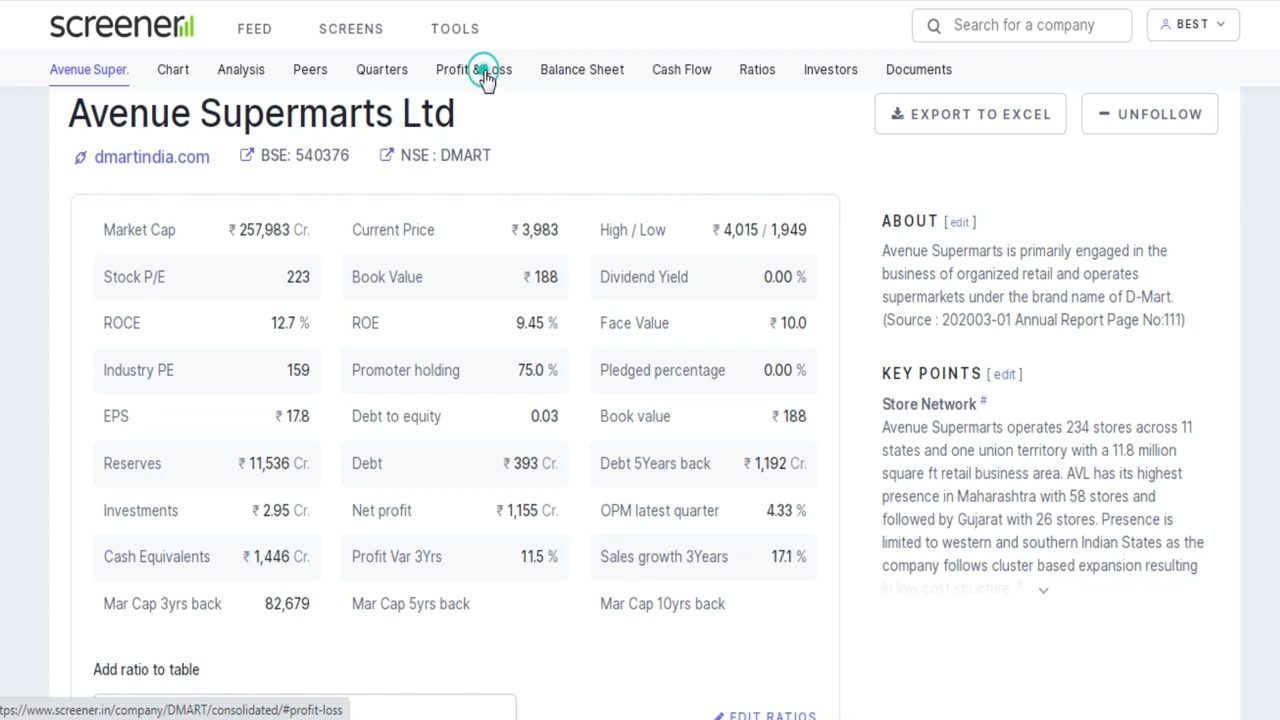 screener
FEED SCREENS TOOLS
Search for a company
BEST
Avenue Super. Chart Analysis Peers Quarters Profit & Loss Balance Sheet Cash Flow Ratios Investors Documents
Avenue Supermarts Ltd
EXPORT TO EXCEL
UNFOLLOW
dmartindia.com BSE: 540376 NSE : DMART
Market Cap ₹ 257,983 Cr. Current Price ₹ 3,983 High / Low ₹ 4,015 / 1,949
Stock P/E 223 Book Value ₹ 188 Dividend Yield 0.00 %
ROCE 12.7 % ROE 9.45 % Face Value ₹ 10.0
Industry PE 159 Promoter holding 75.0 % Pledged percentage 0.00 %
EPS ₹ 17.8 Debt to equity 0.03 Book value ₹ 188
Reserves ₹ 11,536 Cr. Debt ₹ 393 Cr. Debt 5Years back ₹ 1,192 Cr.
Investments ₹ 2.95 Cr. Net profit ₹ 1,155 Cr. OPM latest quarter 4.33 %
Cash Equivalents ₹ 1,446 Cr. Profit Var 3Yrs 11.5 % Sales growth 3Years 17.1 %
Mar Cap 3yrs back 82,679 Mar Cap 5yrs back Mar Cap 10yrs back
Add ratio to table
EDIT RATIOS
ABOUT [ edit ]
Avenue Supermarts is primarily engaged in the
business of organized retail and operates
supermarkets under the brand name of D-Mart.
(Source : 202003-01 Annual Report Page No:111)
KEY POINTS [ edit ]
Store Network #
Avenue Supermarts operates 234 stores across 11
states and one union territory with a 11.8 million
square ft retail business area. AVL has its highest
presence in Maharashtra with 58 stores and
followed by Gujarat with 26 stores. Presence is
limited to western and southern Indian States as the
company follows cluster based expansion resulting
in low cost structure. #
tps://www.screener.in/company/DMART/consolidated/#profit-loss